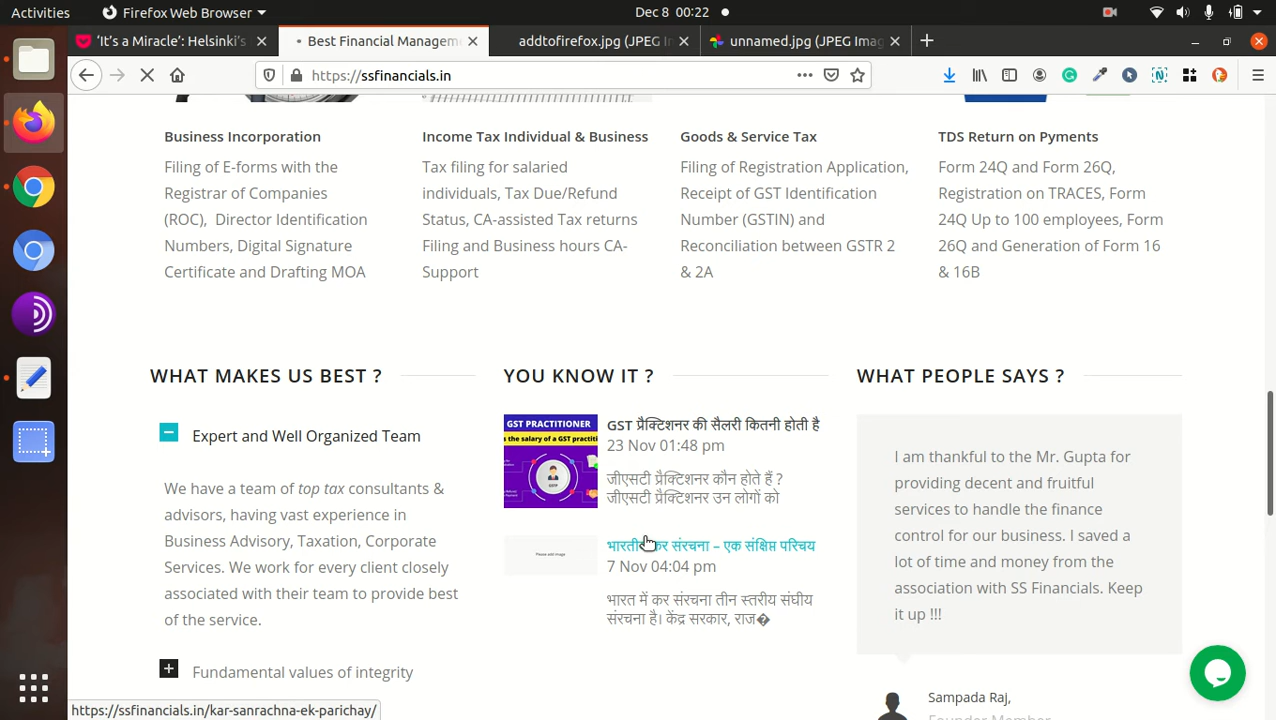 Activities
Firefox Web Browser
Dec 8 00:22
'It's a Miracle': Helsinki's
Best Financial Managem
addtofirefox.jpg (JPEG I
unnamed.jpg (JPEG Imag
https://ssfinancials.in
Business Incorporation
Filing of E-forms with the
Registrar of Companies
(ROC), Director Identification
Numbers, Digital Signature
Certificate and Drafting MOA
Income Tax Individual & Business
Tax filing for salaried
individuals, Tax Due/Refund
Status, CA-assisted Tax returns
Filing and Business hours CA-
Support
Goods & Service Tax
Filing of Registration Application,
Receipt of GST Identification
Number (GSTIN) and
Reconciliation between GSTR 2
& 2A
TDS Return on Pyments
Form 24Q and Form 26Q,
Registration on TRACES, Form
24Q Up to 100 employees, Form
26Q and Generation of Form 16
& 16B
WHAT MAKES US BEST ?
Expert and Well Organized Team
We have a team of top tax consultants &
advisors, having vast experience in
Business Advisory, Taxation, Corporate
Services. We work for every client closely
associated with their team to provide best
of the service.
Fundamental values of integrity
YOU KNOW IT ?
GST PRACTITIONER
the salary of a GST practiti
GST प्रैक्टिशनर की सैलरी कितनी होती है
23 Nov 01:48 pm
जीएसटी प्रैक्टिशनर कौन होते हैं ?
जीएसटी प्रैक्टिशनर उन लोगों को
Please add image
कर संरचना – एक संक्षिप्त परिचय
7 Nov 04:04 pm
भारत में कर संरचना तीन स्तरीय संघीय
संरचना है। केंद्र सरकार, राज�
WHAT PEOPLE SAYS ?
I am thankful to the Mr. Gupta for
providing decent and fruitful
services to handle the finance
control for our business. I saved a
lot of time and money from the
association with SS Financials. Keep
it up !!!
Sampada Raj,
Founder Member
https://ssfinancials.in/kar-sanrachna-ek-parichay/